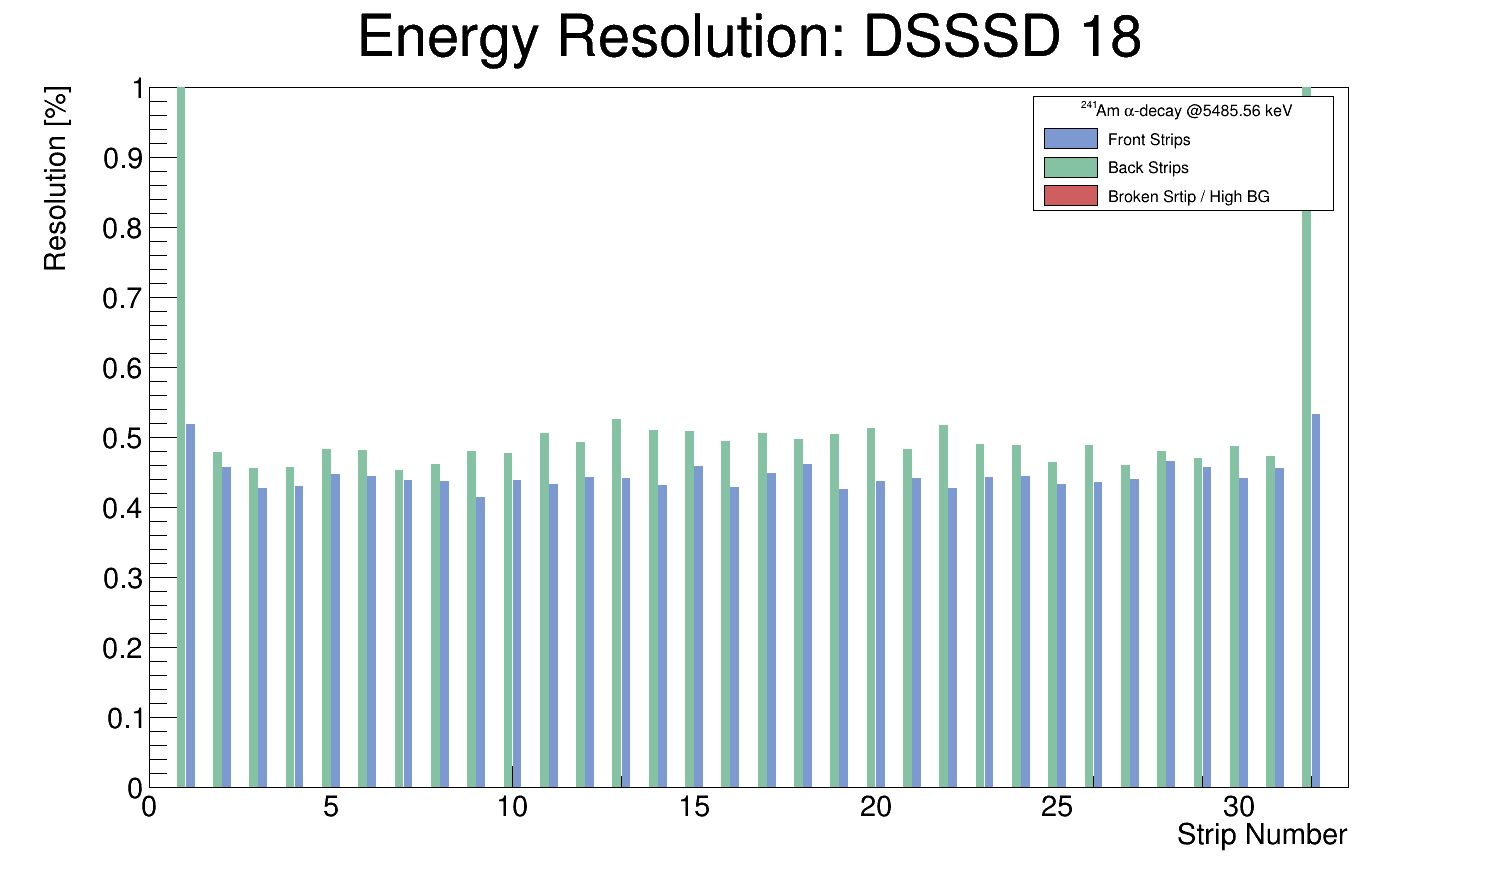 Energy Resolution: DSSSD 18
Resolution [%]
1
0.9
0.8
0.7
0.6
0.5
0.4
0.3
0.2
0.1
0
²⁴¹Am α-decay @5485.56 keV
Front Strips
Back Strips
Broken Srtip / High BG
0 5 10 15 20 25 30
Strip Number